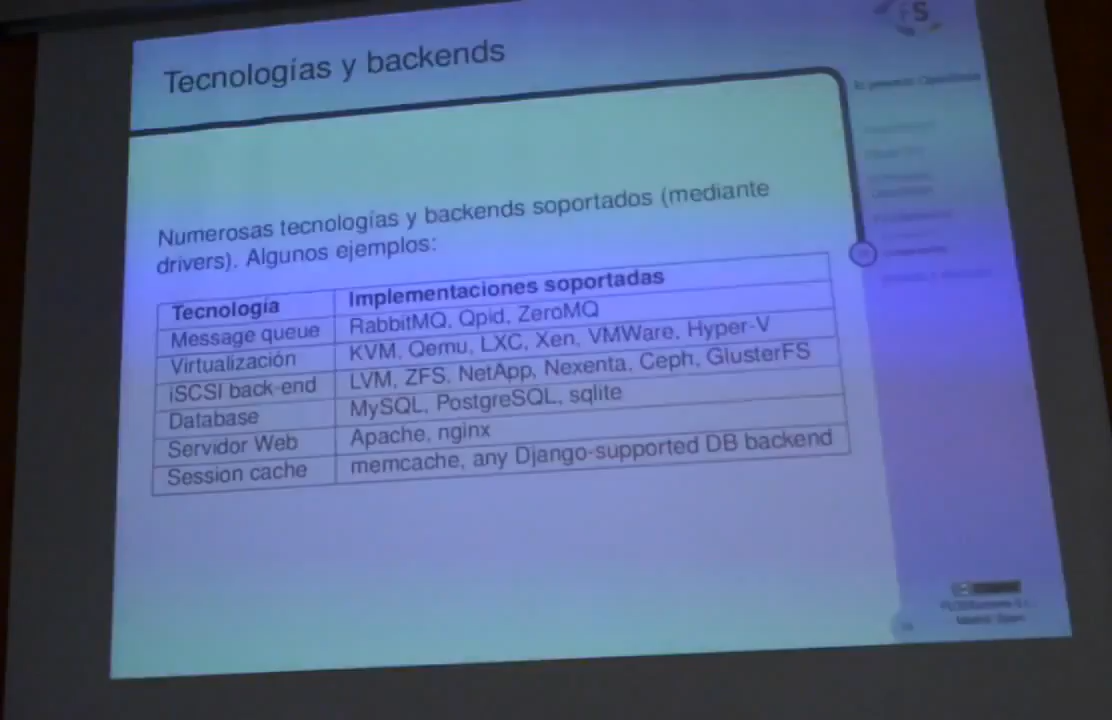 Tecnologías y backends
Numerosas tecnologías y backends soportados (mediante
drivers). Algunos ejemplos:
Tecnología Implementaciones soportadas
Message queue RabbitMQ, Qpid, ZeroMQ
Virtualización KVM, Qemu, LXC, Xen, VMWare, Hyper-V
iSCSI back-end LVM, ZFS, NetApp, Nexenta, Ceph, GlusterFS
Database MySQL, PostgreSQL, sqlite
Servidor Web Apache, nginx
Session cache memcache, any Django-supported DB backend